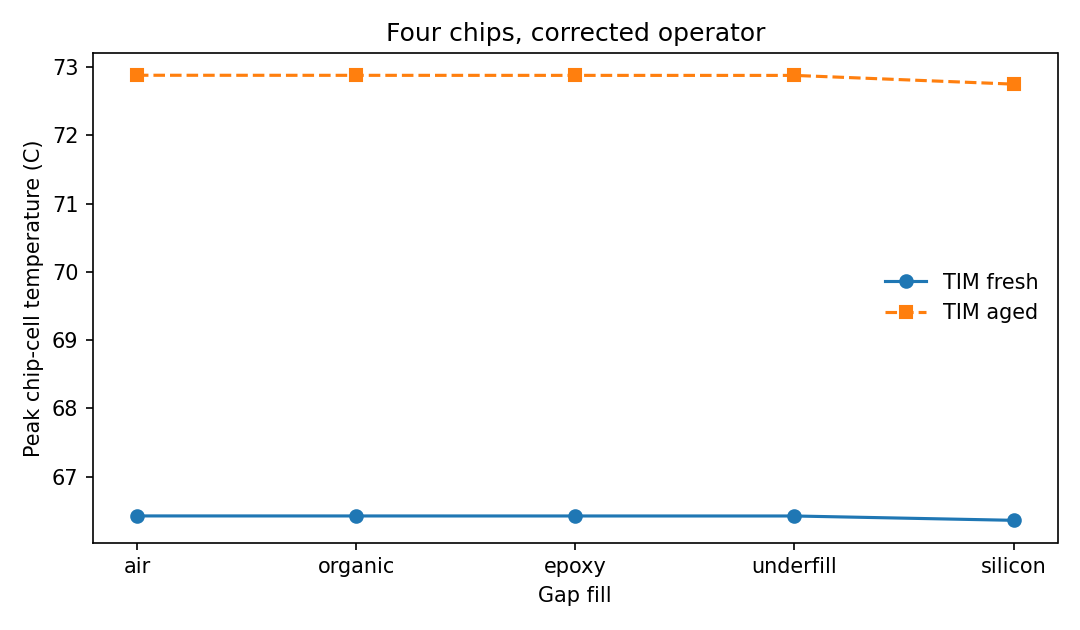 Four chips, corrected operator
Peak chip-cell temperature (C)
73
72
71
70
69
68
67
TIM fresh
TIM aged
air organic epoxy underfill silicon
Gap fill